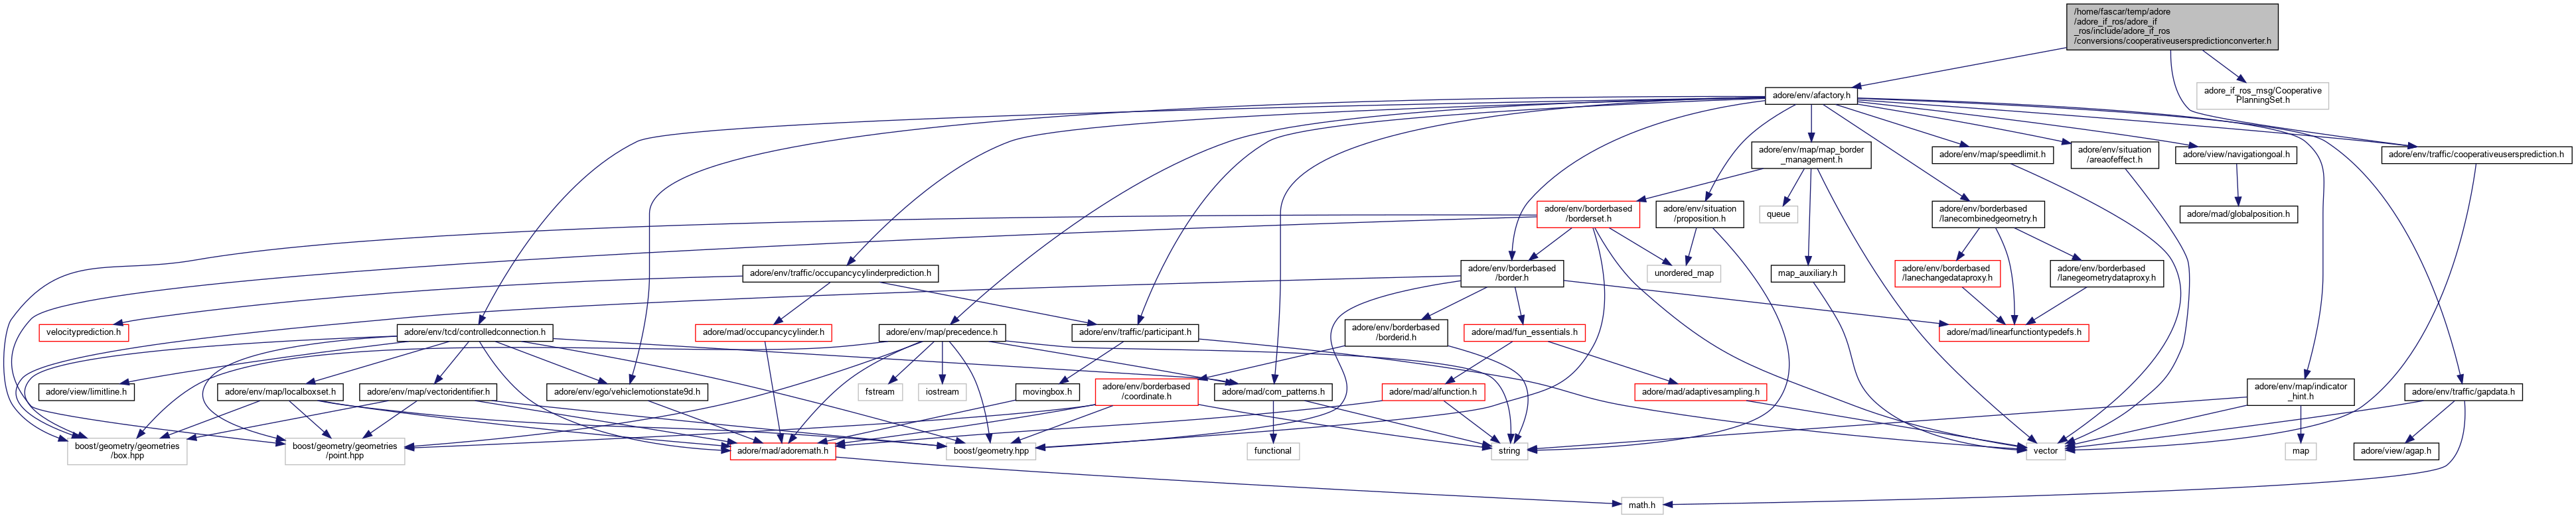 /home/fascar/temp/adore
/adore_if_ros/adore_if
_ros/include/adore_if_ros
/conversions/cooperativeuserspredictionconverter.h
adore/env/afactory.h
adore_if_ros_msg/Cooperative
PlanningSet.h
adore/env/map/map_border
_management.h
adore/env/map/speedlimit.h
adore/env/situation
/areaofeffect.h
adore/view/navigationgoal.h
adore/env/traffic/cooperativeusersprediction.h
adore/env/borderbased
/borderset.h
adore/env/situation
/proposition.h
queue
adore/env/borderbased
/lanecombinedgeometry.h
adore/mad/globalposition.h
adore/env/traffic/occupancycylinderprediction.h
adore/env/borderbased
/border.h
unordered_map
map_auxiliary.h
adore/env/borderbased
/lanechangedataproxy.h
adore/env/borderbased
/lanegeometrydataproxy.h
velocityprediction.h
adore/env/tcd/controlledconnection.h
adore/mad/occupancycylinder.h
adore/env/map/precedence.h
adore/env/traffic/participant.h
adore/env/borderbased
/borderid.h
adore/mad/fun_essentials.h
adore/mad/linearfunctiontypedefs.h
adore/view/limitline.h
adore/env/map/localboxset.h
adore/env/map/vectoridentifier.h
adore/env/ego/vehiclemotionstate9d.h
fstream
iostream
movingbox.h
adore/env/borderbased
/coordinate.h
adore/mad/com_patterns.h
adore/mad/alfunction.h
adore/mad/adaptivesampling.h
adore/env/map/indicator
_hint.h
adore/env/traffic/gapdata.h
boost/geometry/geometries
/box.hpp
boost/geometry/geometries
/point.hpp
adore/mad/adoremath.h
boost/geometry.hpp
functional
string
vector
map
adore/view/agap.h
math.h